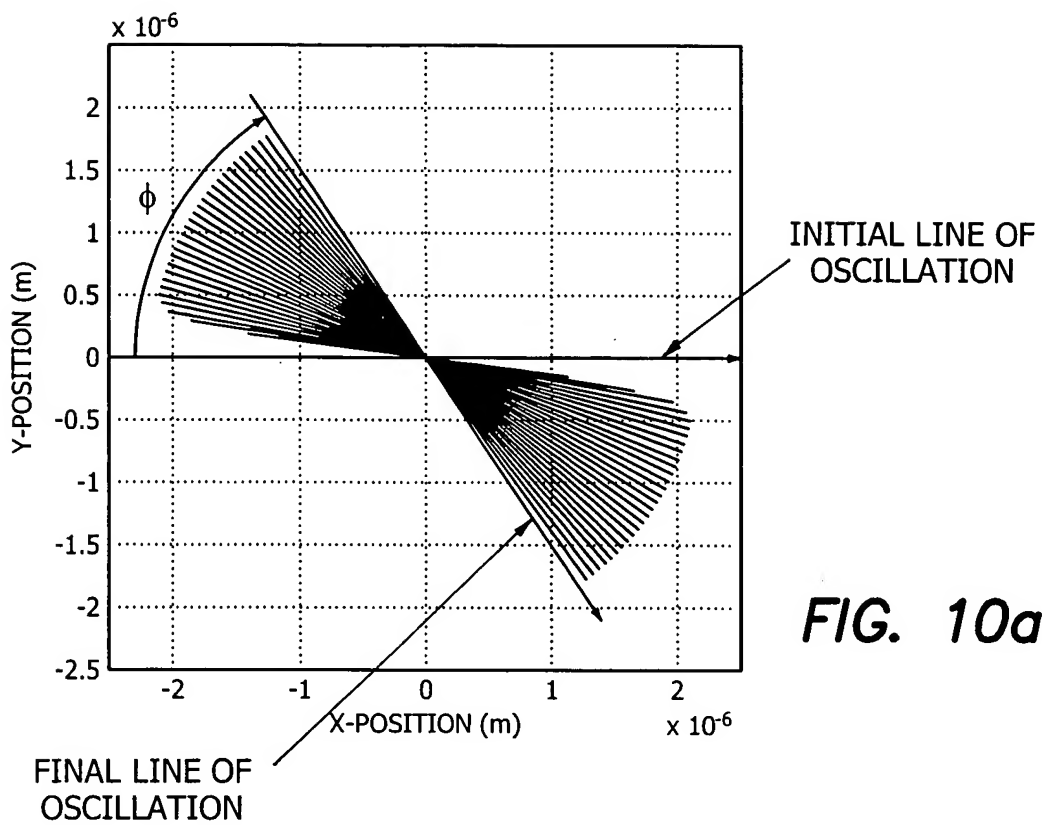 x 10⁻⁶
2
1.5
1
0.5
0
-0.5
-1
-1.5
-2
-2.5
Y-POSITION (m)
ϕ
INITIAL LINE OF
OSCILLATION
-2
-1
0
1
2
X-POSITION (m)
x 10⁻⁶
FINAL LINE OF
OSCILLATION
FIG. 10a